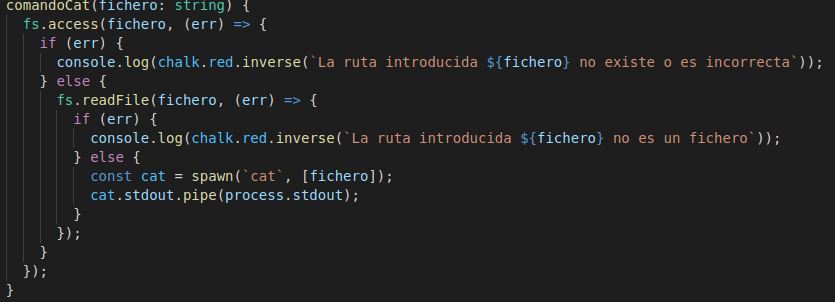 comandoCat(fichero: string) {
  fs.access(fichero, (err) => {
    if (err) {
      console.log(chalk.red.inverse(`La ruta introducida ${fichero} no existe o es incorrecta`));
    } else {
      fs.readFile(fichero, (err) => {
        if (err) {
          console.log(chalk.red.inverse(`La ruta introducida ${fichero} no es un fichero`));
        } else {
          const cat = spawn(`cat`, [fichero]);
          cat.stdout.pipe(process.stdout);
        }
      });
    }
  });
}